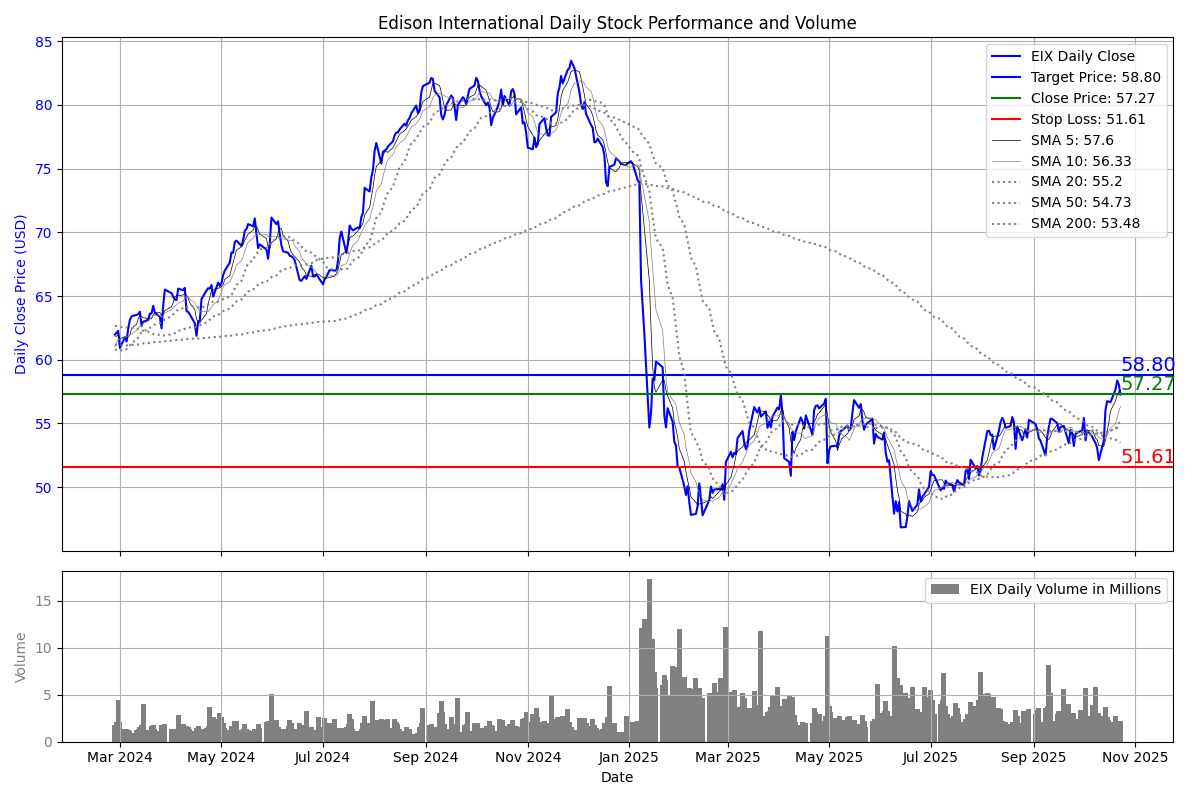 Edison International Daily Stock Performance and Volume
85
80
75
70
65
60
55
50
Daily Close Price (USD)
EIX Daily Close
Target Price: 58.80
Close Price: 57.27
Stop Loss: 51.61
SMA 5: 57.6
SMA 10: 56.33
SMA 20: 55.2
SMA 50: 54.73
SMA 200: 53.48
58.80
57.27
51.61
EIX Daily Volume in Millions
15
10
5
0
Volume
Mar 2024
May 2024
Jul 2024
Sep 2024
Nov 2024
Jan 2025
Mar 2025
May 2025
Jul 2025
Sep 2025
Nov 2025
Date